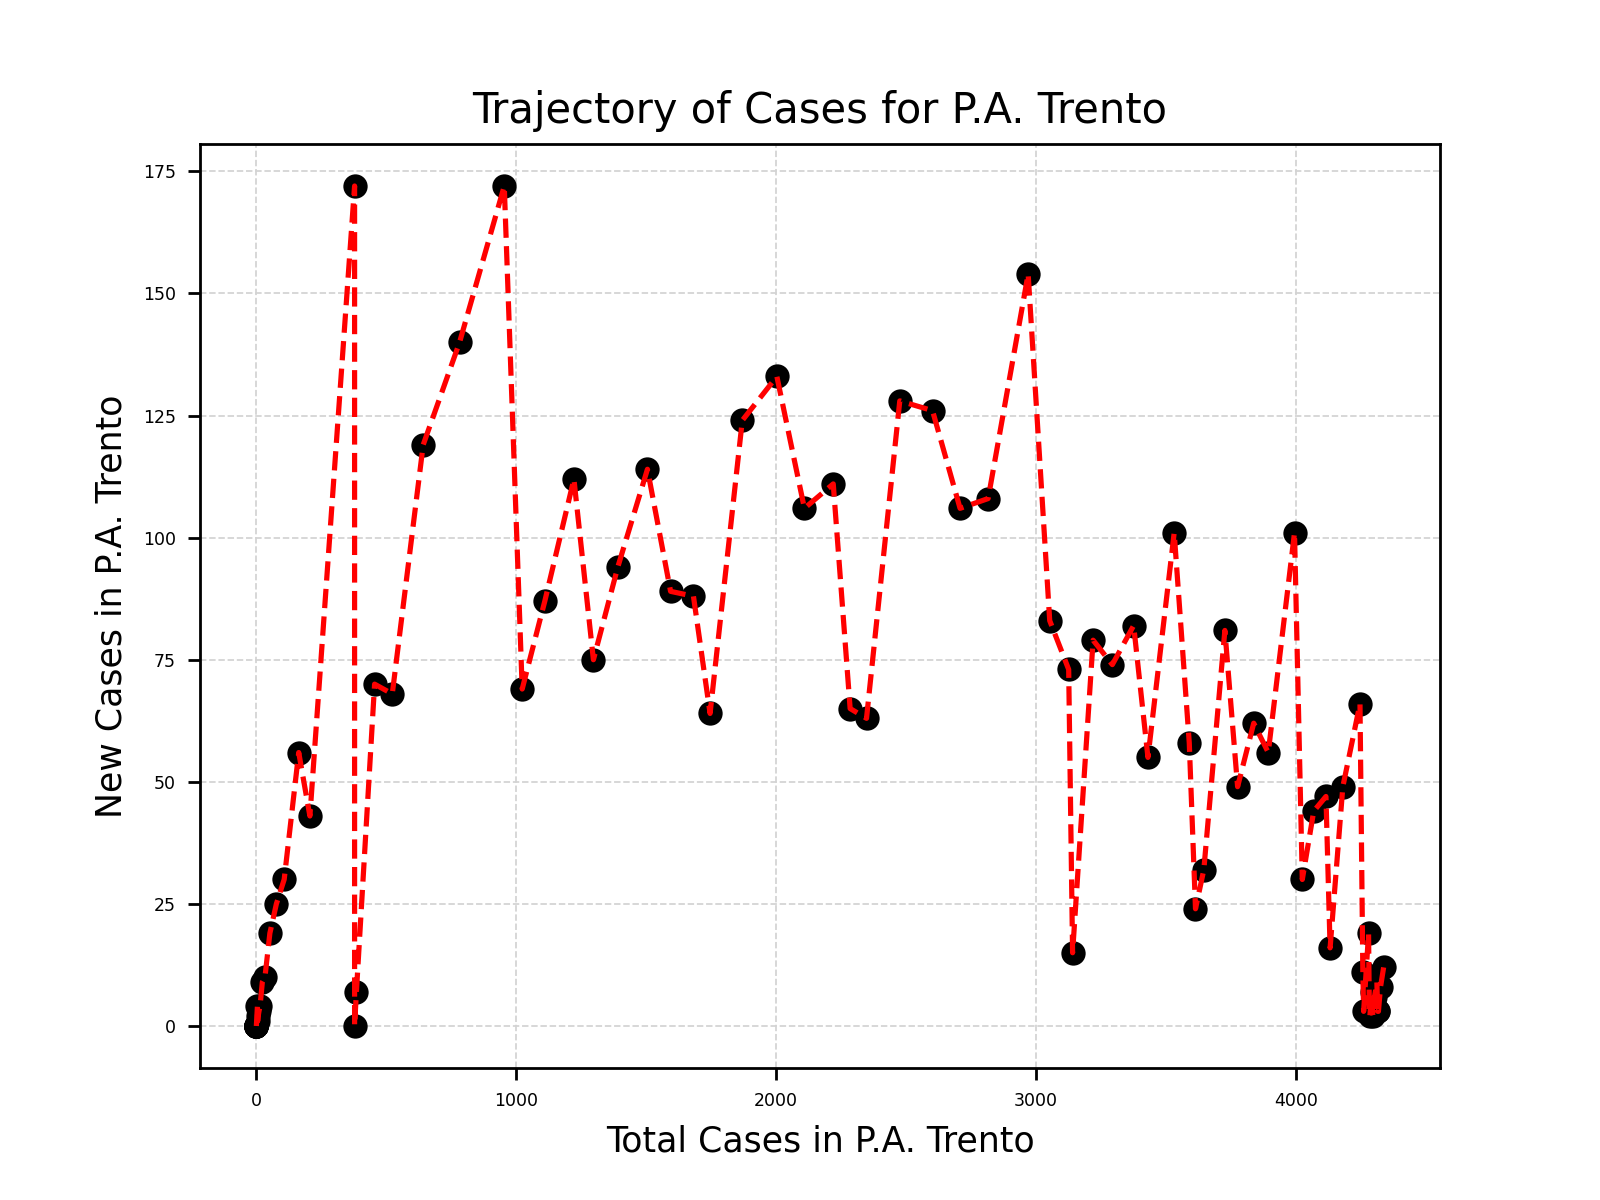 Trajectory of Cases for P.A. Trento
New Cases in P.A. Trento
175
150
125
100
75
50
25
0
0 1000 2000 3000 4000
Total Cases in P.A. Trento